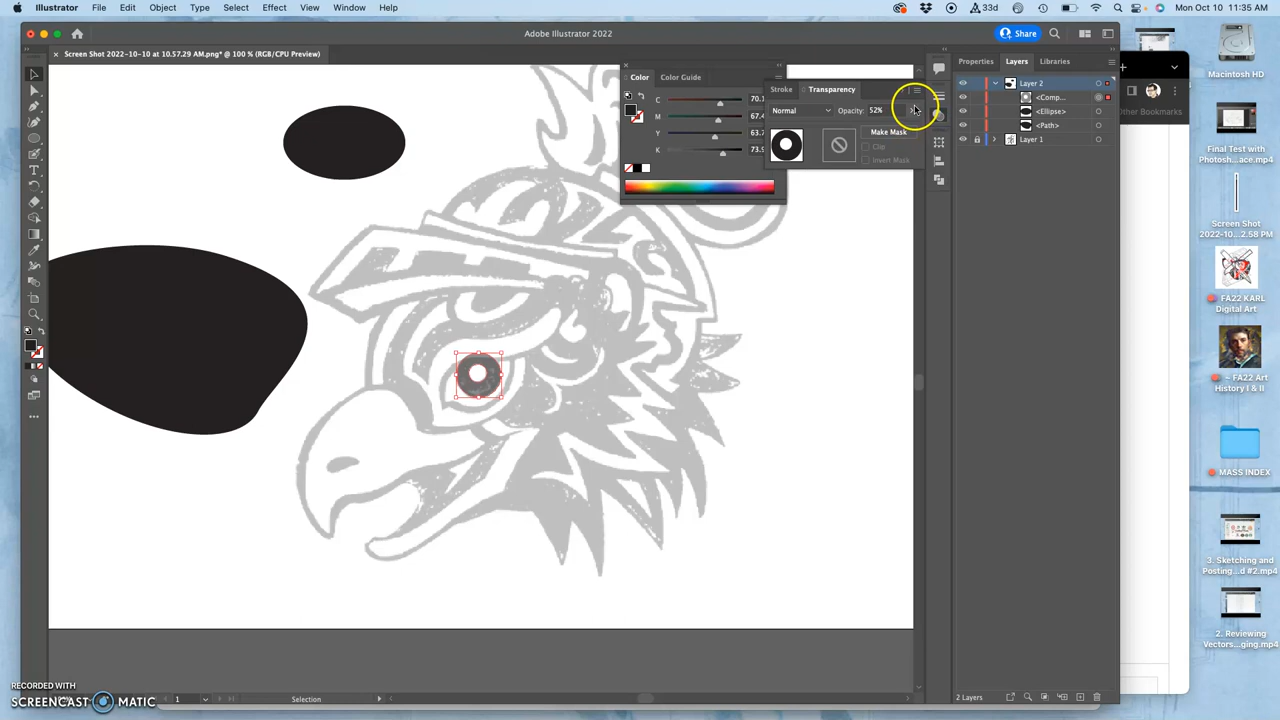 Illustrator File Edit Object Type Select Effect View Window Help 33d Mon Oct 10 11:35 AM
Adobe Illustrator 2022
Share
Screen Shot 2022-10-10 at 10.57.29 AM.png* @ 100 % (RGB/CPU Preview)
Color Color Guide
C 70.1
M 67.4
Y 63.7
K 73.9
Stroke Transparency
Normal Opacity: 52%
Make Mask
Clip
Invert Mask
Properties Layers Libraries
Layer 2
<Comp...
<Ellipse>
<Path>
Layer 1
2 Layers
1 Selection
Macintosh HD
Final Test with
Photosh...ace.mp4
Screen Shot
2022-10...2.58 PM
FA22 KARL
Digital Art
~ FA22 Art
History I & II
MASS INDEX
3. Sketching and
Posting...d #2.mp4
2. Reviewing
Vectors...ging.mp4
RECORDED WITH
SCREENCAST MATIC